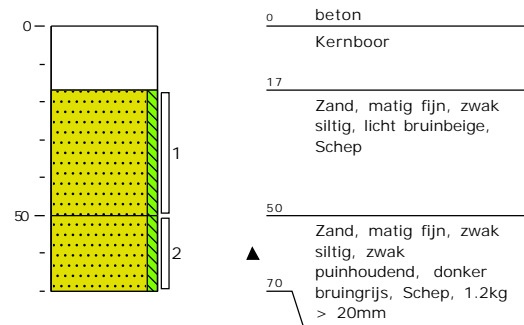 0
50
1
2
0 beton
Kernboor
17
Zand, matig fijn, zwak
siltig, licht bruinbeige,
Schep
50
Zand, matig fijn, zwak
siltig, zwak
puinhoudend, donker
bruingrijs, Schep, 1.2kg
> 20mm
70